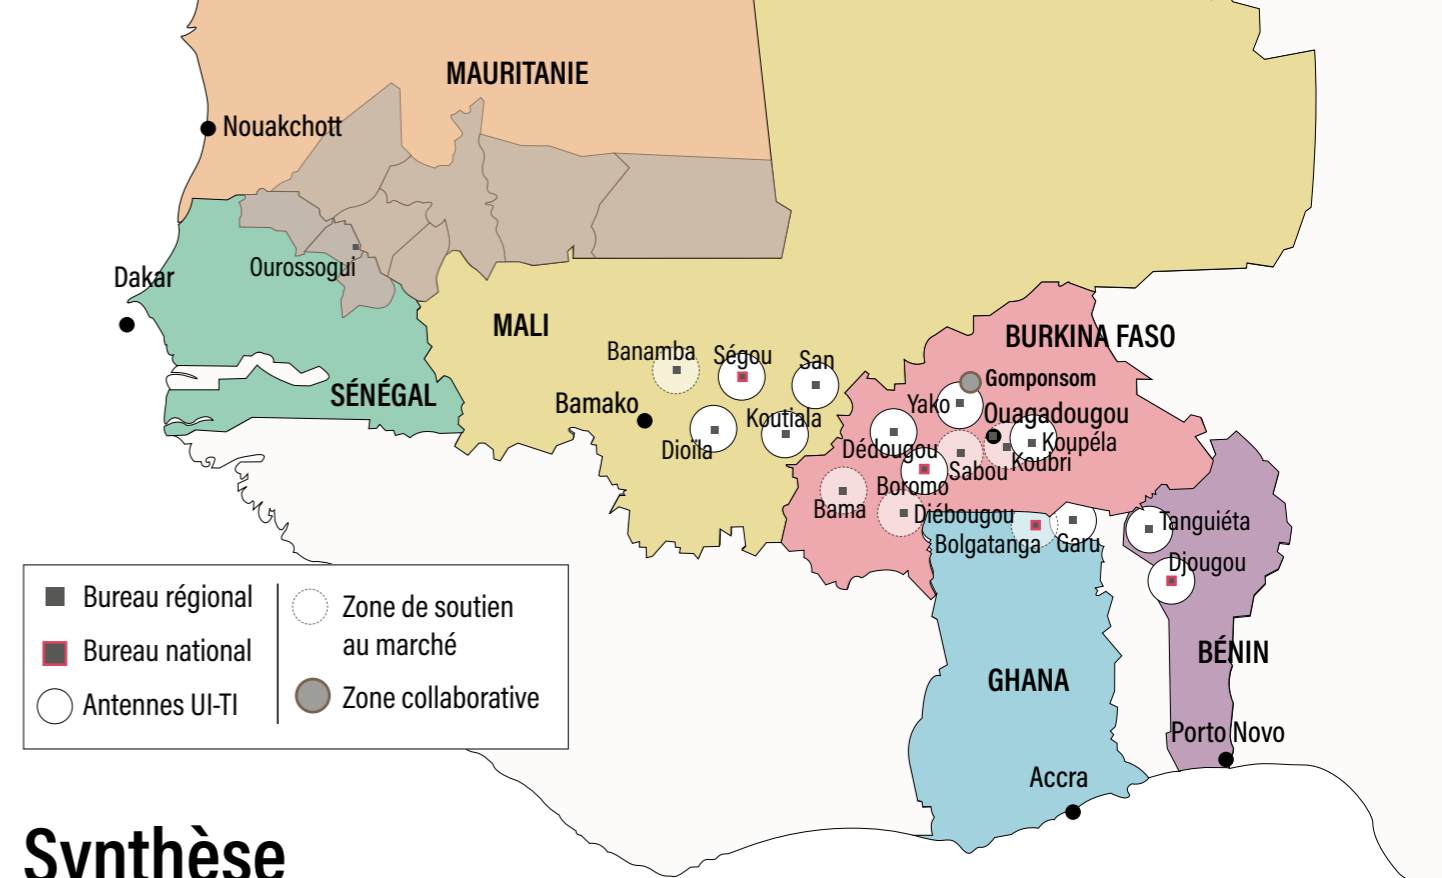 MAURITANIE
Nouakchott
Ourossogui
Dakar
MALI
BURKINA FASO
Banamba
Ségou
San
Gomponsom
SÉNÉGAL
Bamako
Yako
Ouagadougou
Koutiala
Dioïla
Dédougou
Koupéla
Koubri
Sabou
Boromo
Bama
Diébougou
Tanguiéta
Bolgatanga
Garu
Djougou
Bureau régional
Bureau national
Antennes UI-TI
Zone de soutien
au marché
Zone collaborative
BÉNIN
GHANA
Porto Novo
Accra
Synthèse